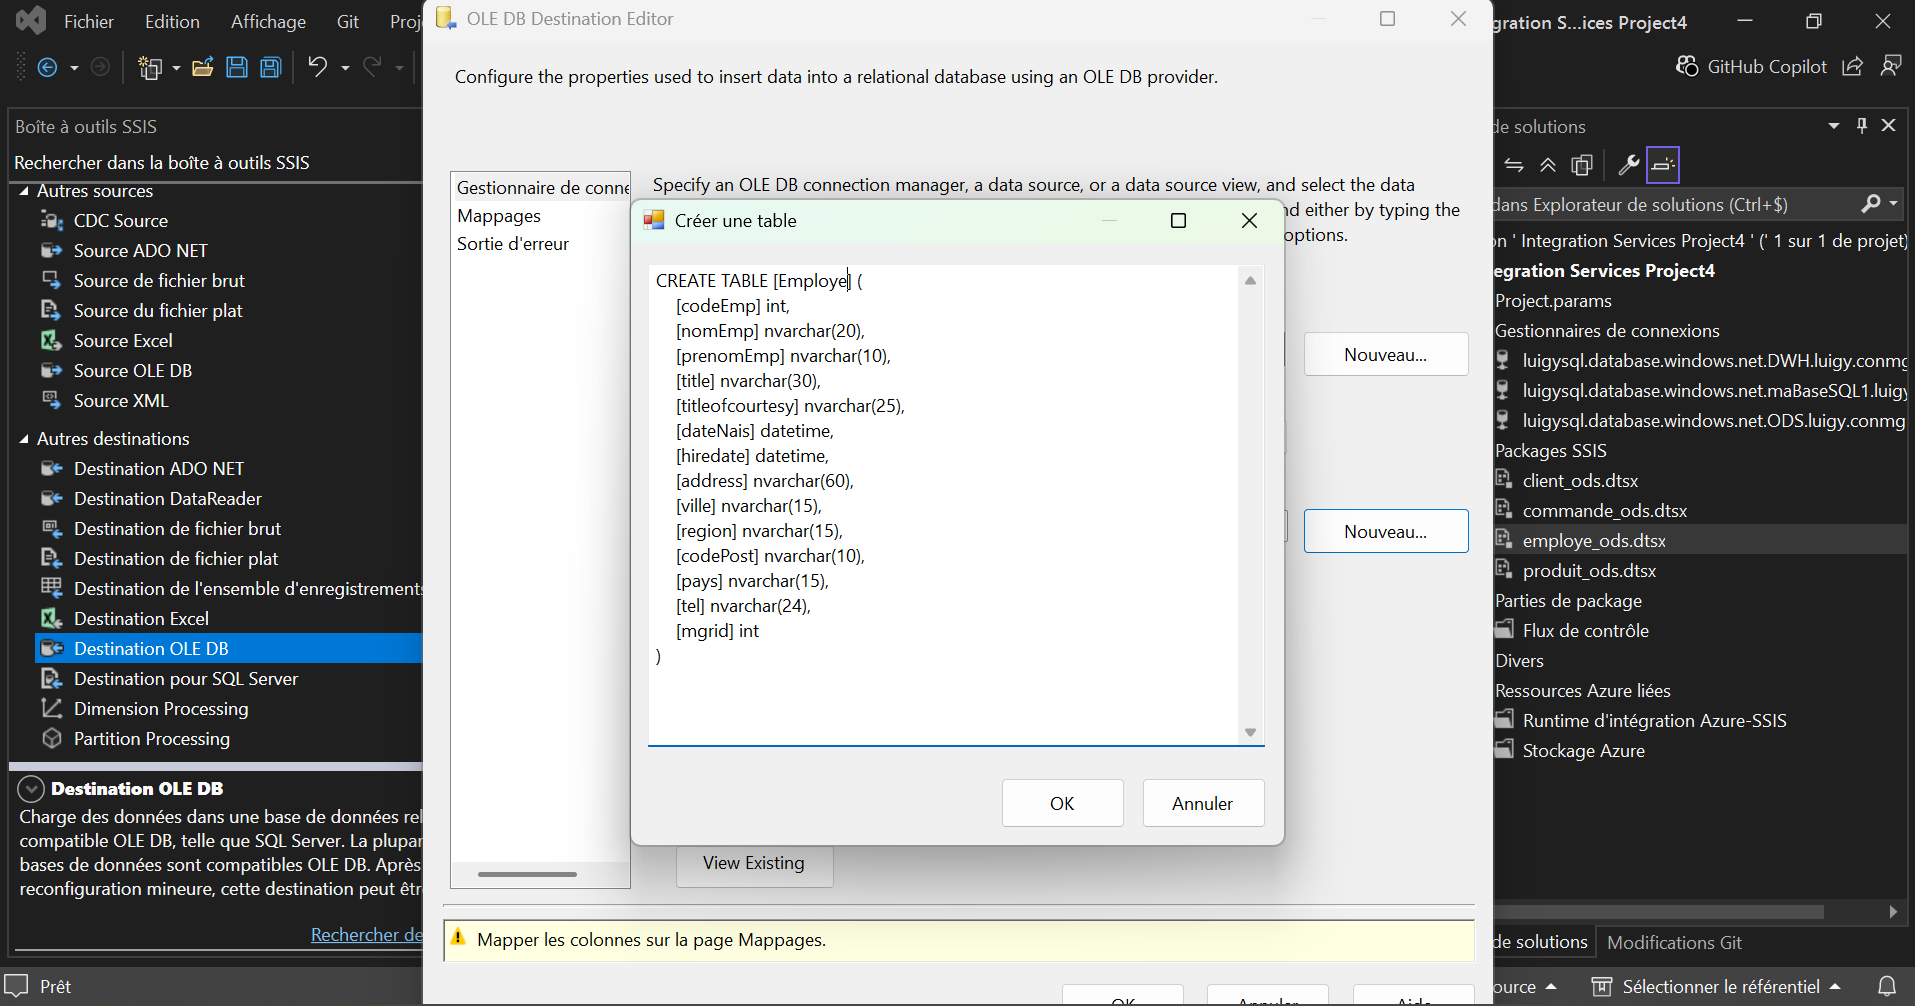 Fichier Edition Affichage Git Proj
OLE DB Destination Editor
gration S...ices Project4
GitHub Copilot
Configure the properties used to insert data into a relational database using an OLE DB provider.
Boîte à outils SSIS
Rechercher dans la boîte à outils SSIS
Autres sources
CDC Source
Source ADO NET
Source de fichier brut
Source du fichier plat
Source Excel
Source OLE DB
Source XML
Autres destinations
Destination ADO NET
Destination DataReader
Destination de fichier brut
Destination de fichier plat
Destination de l'ensemble d'enregistrements
Destination Excel
Destination OLE DB
Destination pour SQL Server
Dimension Processing
Partition Processing
Destination OLE DB
Charge des données dans une base de données rel
compatible OLE DB, telle que SQL Server. La plupar
bases de données sont compatibles OLE DB. Après
reconfiguration mineure, cette destination peut êtr
Rechercher de
Prêt
Gestionnaire de conne
Mappages
Sortie d'erreur
Specify an OLE DB connection manager, a data source, or a data source view, and select the data
nd either by typing the
options.
Créer une table
CREATE TABLE [Employe] (
[codeEmp] int,
[nomEmp] nvarchar(20),
[prenomEmp] nvarchar(10),
[title] nvarchar(30),
[titleofcourtesy] nvarchar(25),
[dateNais] datetime,
[hiredate] datetime,
[address] nvarchar(60),
[ville] nvarchar(15),
[region] nvarchar(15),
[codePost] nvarchar(10),
[pays] nvarchar(15),
[tel] nvarchar(24),
[mgrid] int
)
OK Annuler
Nouveau...
Nouveau...
View Existing
Mapper les colonnes sur la page Mappages.
OK Annuler Aide
de solutions
dans Explorateur de solutions (Ctrl+$)
on ' Integration Services Project4 ' (' 1 sur 1 de projet)
egration Services Project4
Project.params
Gestionnaires de connexions
luigysql.database.windows.net.DWH.luigy.conmg
luigysql.database.windows.net.maBaseSQL1.luigy
luigysql.database.windows.net.ODS.luigy.conmg
Packages SSIS
client_ods.dtsx
commande_ods.dtsx
employe_ods.dtsx
produit_ods.dtsx
Parties de package
Flux de contrôle
Divers
Ressources Azure liées
Runtime d'intégration Azure-SSIS
Stockage Azure
de solutions Modifications Git
ource Sélectionner le référentiel